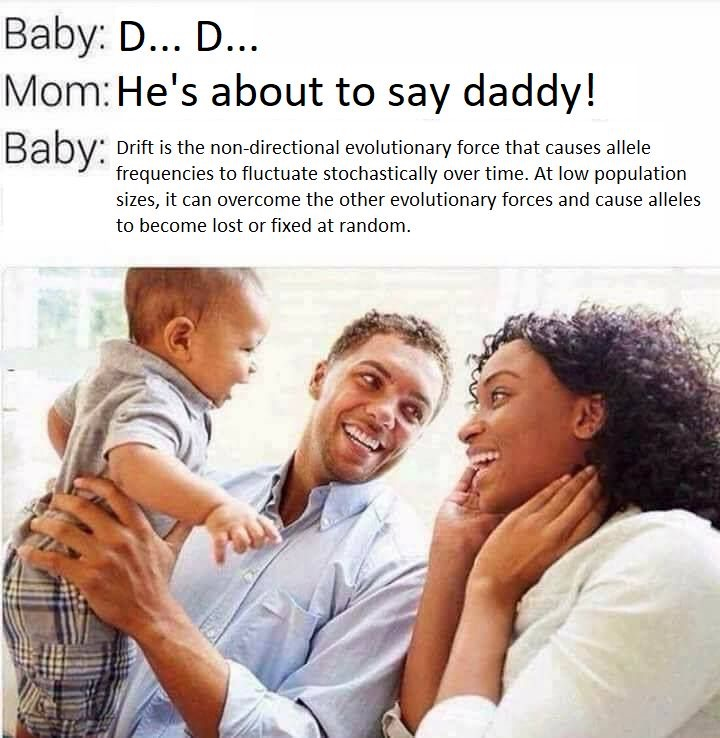 Baby: D... D...
Mom: He's about to say daddy!
Baby: Drift is the non-directional evolutionary force that causes allele
frequencies to fluctuate stochastically over time. At low population
sizes, it can overcome the other evolutionary forces and cause alleles
to become lost or fixed at random.